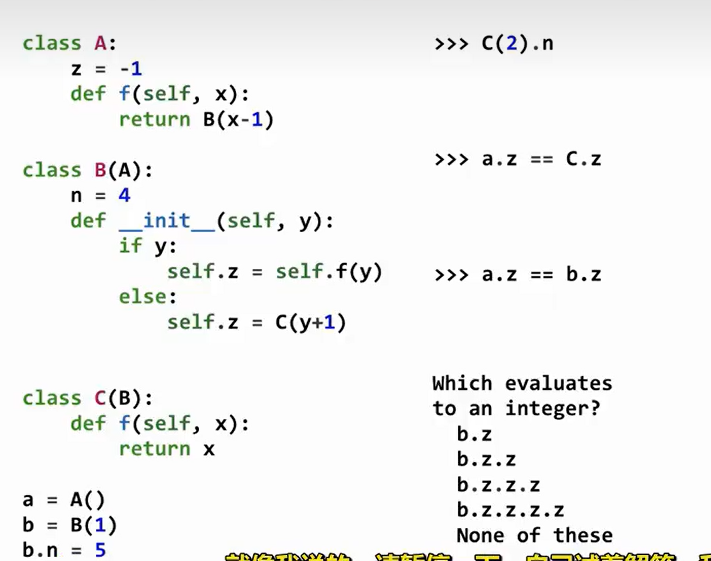 class A:
    z = -1
    def f(self, x):
        return B(x-1)
class B(A):
    n = 4
    def __init__(self, y):
        if y:
            self.z = self.f(y)
        else:
            self.z = C(y+1)
class C(B):
    def f(self, x):
        return x
a = A()
b = B(1)
b.n = 5
>>> C(2).n
>>> a.z == C.z
>>> a.z == b.z
Which evaluates
to an integer?
b.z
b.z.z
b.z.z.z
b.z.z.z.z
None of these